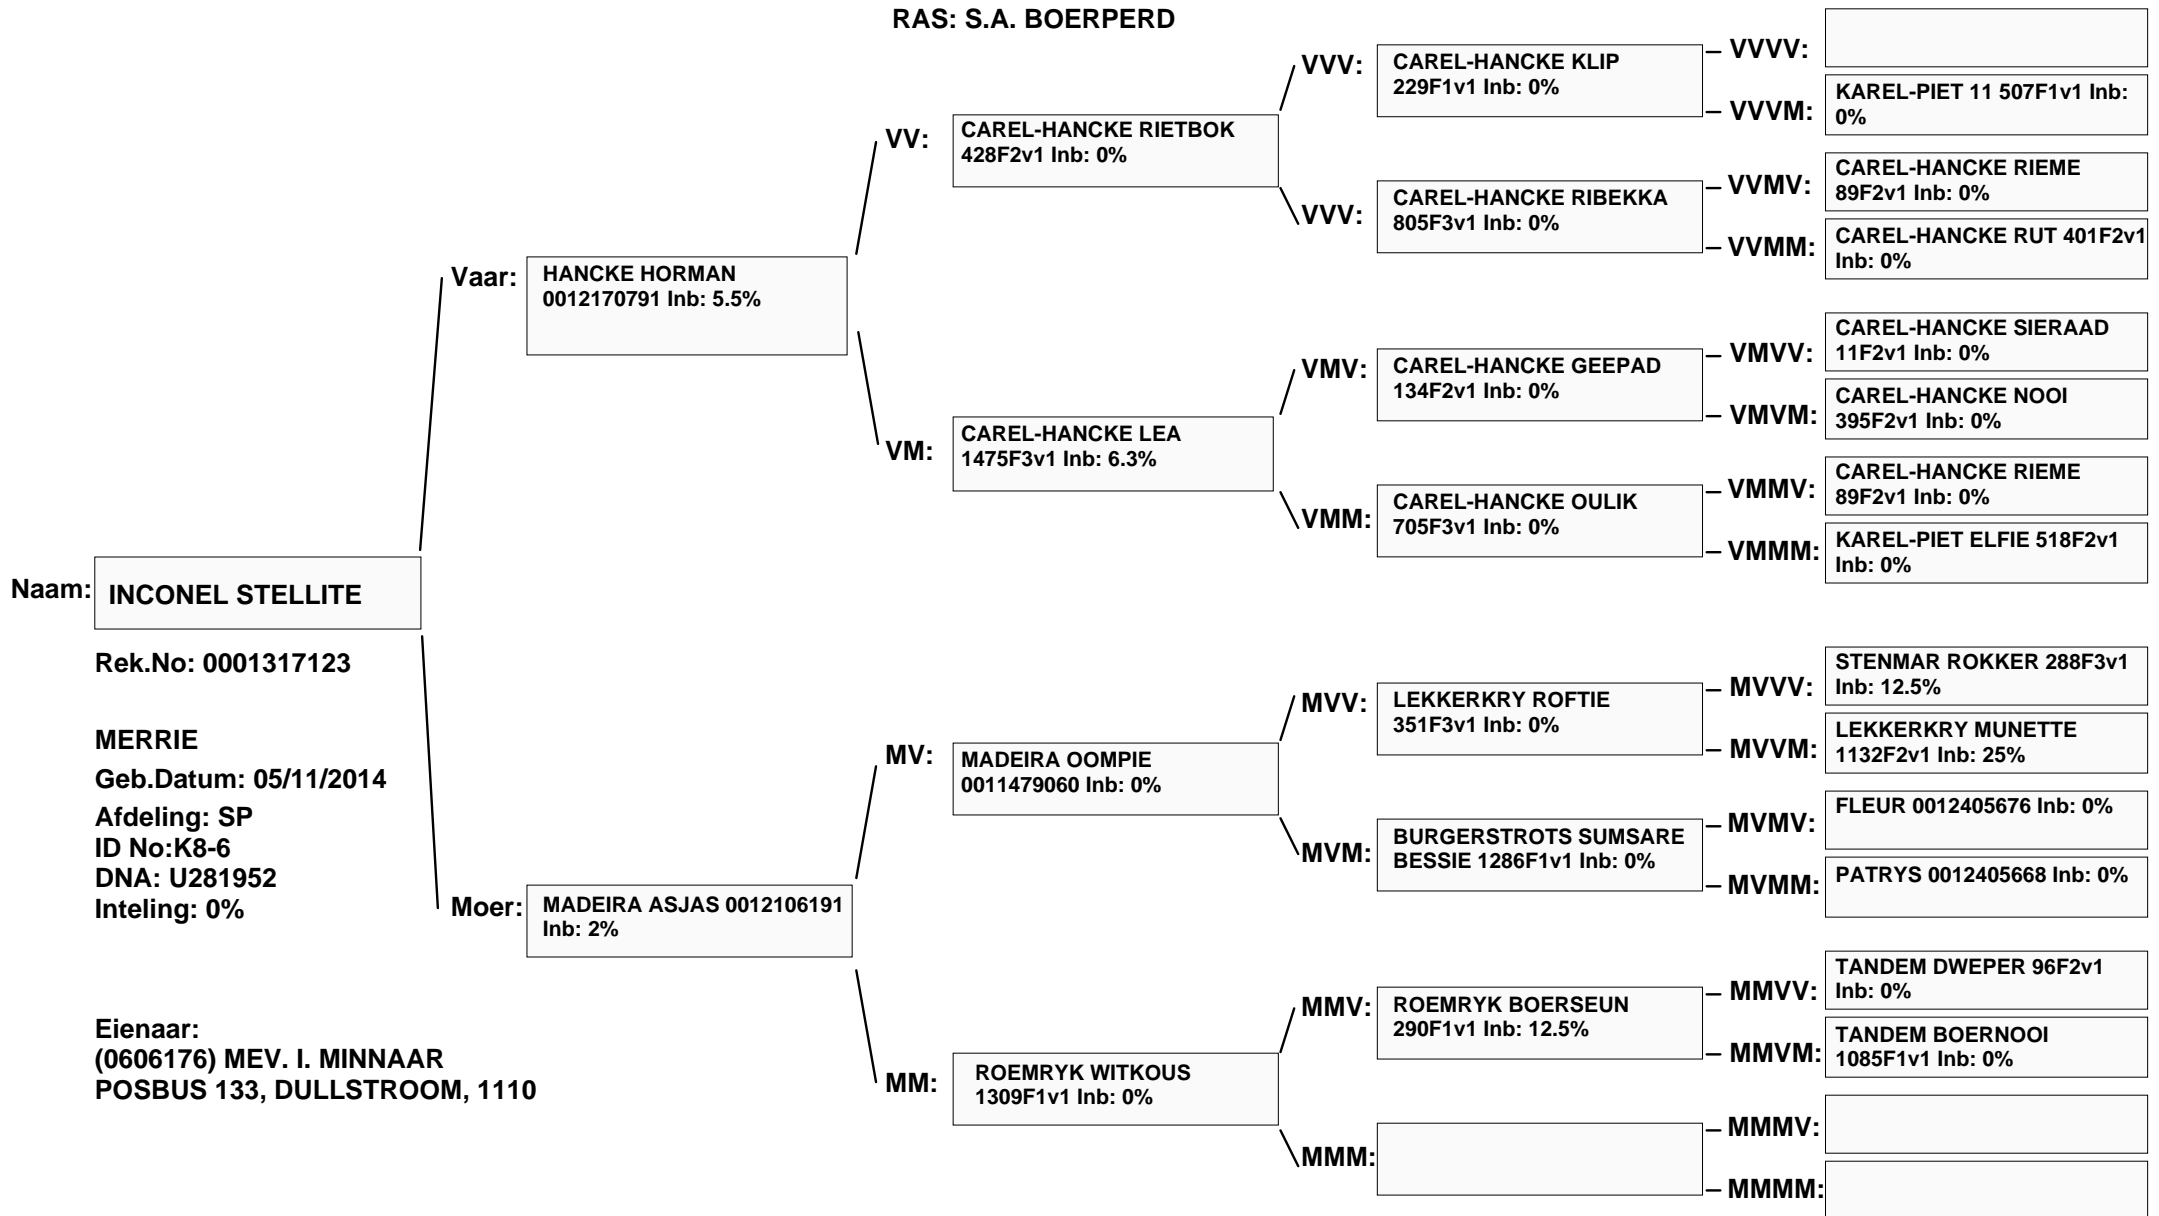 RAS: S.A. BOERPERD
Naam:
INCONEL STELLITE
Rek.No: 0001317123
MERRIE
Geb.Datum: 05/11/2014
Afdeling: SP
ID No:K8-6
DNA: U281952
Inteling: 0%
Eienaar:
(0606176) MEV. I. MINNAAR
POSBUS 133, DULLSTROOM, 1110
Vaar:
HANCKE HORMAN
0012170791 Inb: 5.5%
Moer:
MADEIRA ASJAS 0012106191
Inb: 2%
VV:
CAREL-HANCKE RIETBOK
428F2v1 Inb: 0%
VM:
CAREL-HANCKE LEA
1475F3v1 Inb: 6.3%
MV:
MADEIRA OOMPIE
0011479060 Inb: 0%
MM:
ROEMRYK WITKOUS
1309F1v1 Inb: 0%
VVV:
CAREL-HANCKE KLIP
229F1v1 Inb: 0%
VVV:
CAREL-HANCKE RIBEKKA
805F3v1 Inb: 0%
VMV:
CAREL-HANCKE GEEPAD
134F2v1 Inb: 0%
VMM:
CAREL-HANCKE OULIK
705F3v1 Inb: 0%
MVV:
LEKKERKRY ROFTIE
351F3v1 Inb: 0%
MVM:
BURGERSTROTS SUMSARE
BESSIE 1286F1v1 Inb: 0%
MMV:
ROEMRYK BOERSEUN
290F1v1 Inb: 12.5%
MMM:
VVVV:
VVVM:
KAREL-PIET 11 507F1v1 Inb:
0%
VVMV:
CAREL-HANCKE RIEME
89F2v1 Inb: 0%
VVMM:
CAREL-HANCKE RUT 401F2v1
Inb: 0%
VMVV:
CAREL-HANCKE SIERAAD
11F2v1 Inb: 0%
VMVM:
CAREL-HANCKE NOOI
395F2v1 Inb: 0%
VMMV:
CAREL-HANCKE RIEME
89F2v1 Inb: 0%
VMMM:
KAREL-PIET ELFIE 518F2v1
Inb: 0%
MVVV:
STENMAR ROKKER 288F3v1
Inb: 12.5%
MVVM:
LEKKERKRY MUNETTE
1132F2v1 Inb: 25%
MVMV:
FLEUR 0012405676 Inb: 0%
MVMM:
PATRYS 0012405668 Inb: 0%
MMVV:
TANDEM DWEPER 96F2v1
Inb: 0%
MMVM:
TANDEM BOERNOOI
1085F1v1 Inb: 0%
MMMV:
MMMM: